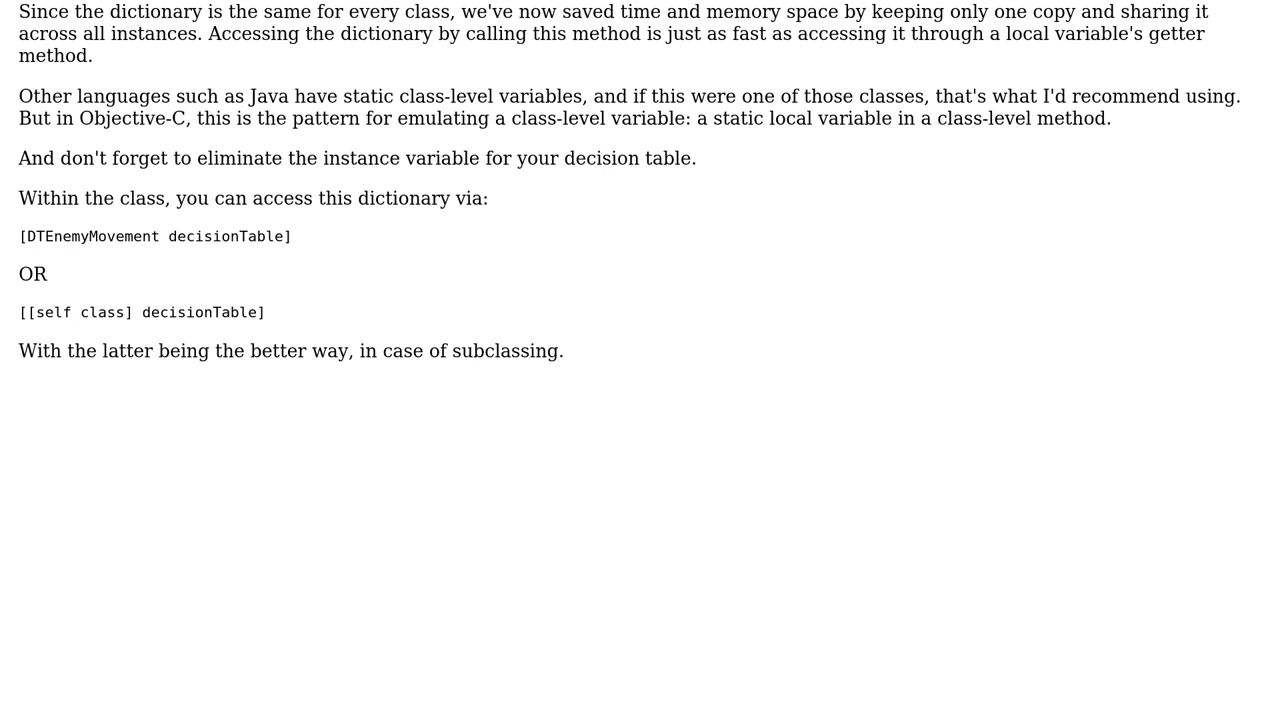 Since the dictionary is the same for every class, we've now saved time and memory space by keeping only one copy and sharing it
across all instances. Accessing the dictionary by calling this method is just as fast as accessing it through a local variable's getter
method.
Other languages such as Java have static class-level variables, and if this were one of those classes, that's what I'd recommend using.
But in Objective-C, this is the pattern for emulating a class-level variable: a static local variable in a class-level method.
And don't forget to eliminate the instance variable for your decision table.
Within the class, you can access this dictionary via:
[DTEnemyMovement decisionTable]
OR
[[self class] decisionTable]
With the latter being the better way, in case of subclassing.